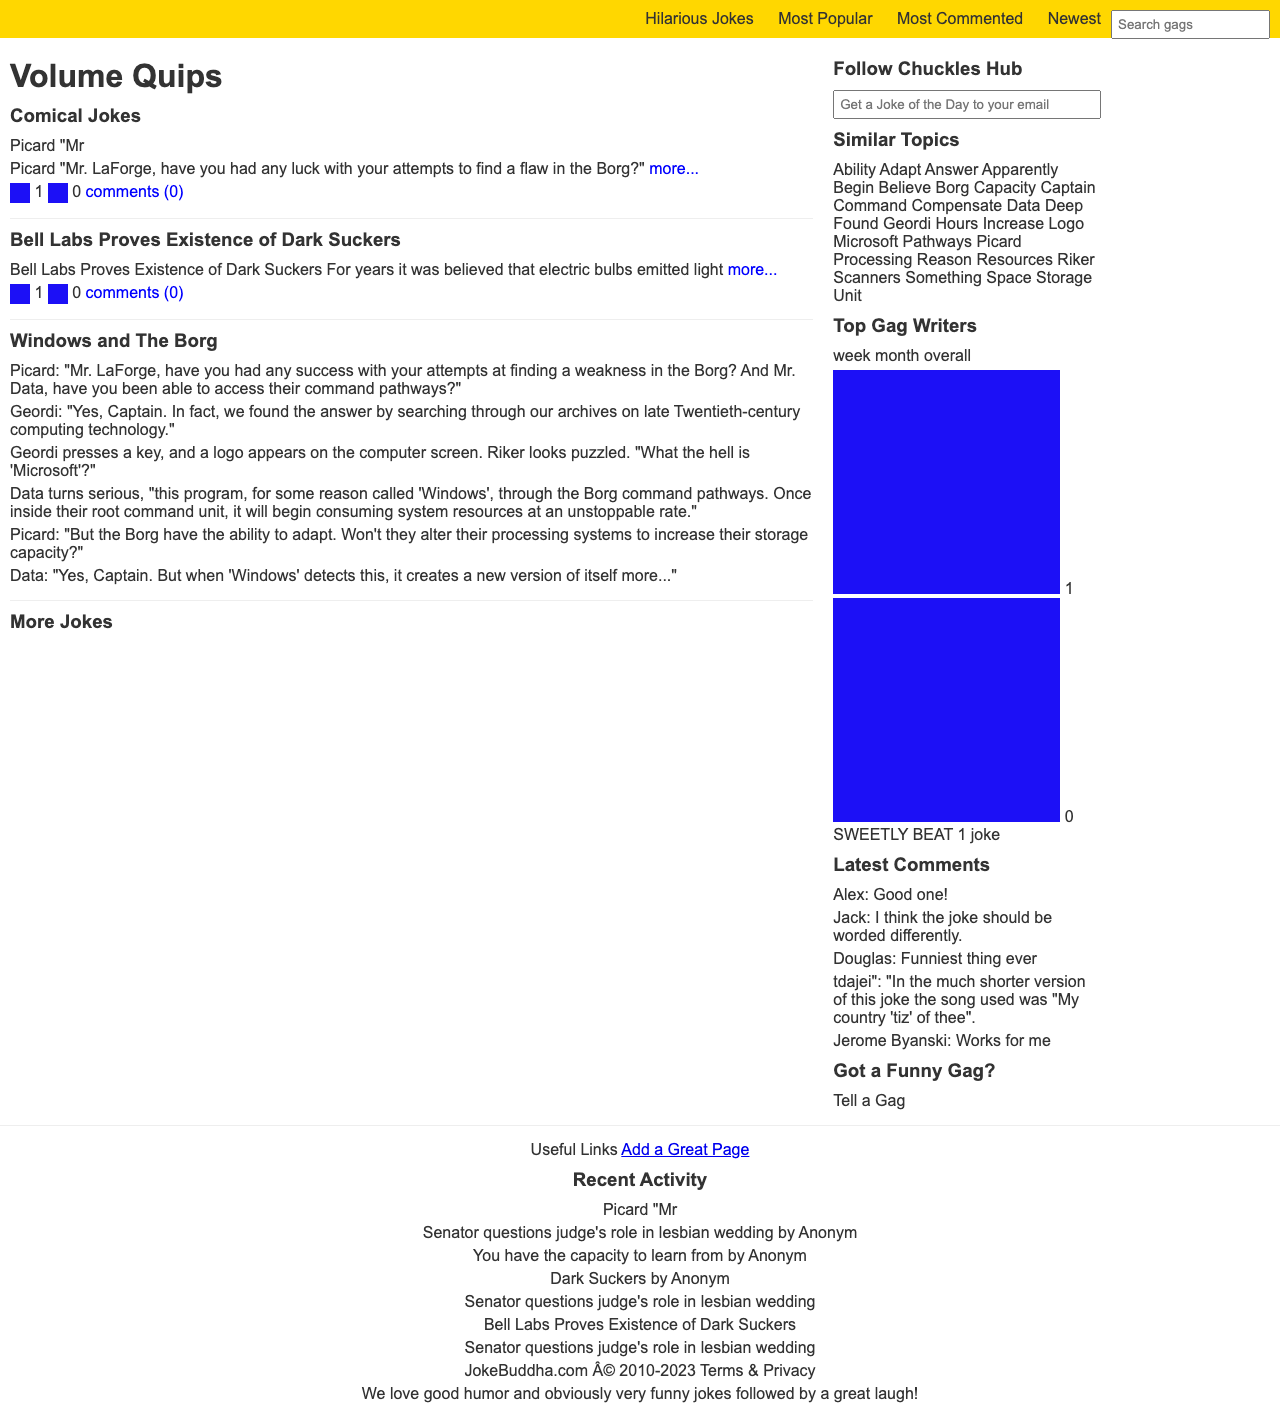 Hilarious Jokes Most Popular Most Commented Newest Search gags
Volume Quips
Comical Jokes
Picard "Mr
Picard "Mr. LaForge, have you had any luck with your attempts to find a flaw in the Borg?" more...
1 0 comments (0)
Bell Labs Proves Existence of Dark Suckers
Bell Labs Proves Existence of Dark Suckers For years it was believed that electric bulbs emitted light more...
1 0 comments (0)
Windows and The Borg
Picard: "Mr. LaForge, have you had any success with your attempts at finding a weakness in the Borg? And Mr.
Data, have you been able to access their command pathways?"
Geordi: "Yes, Captain. In fact, we found the answer by searching through our archives on late Twentieth-century
computing technology."
Geordi presses a key, and a logo appears on the computer screen. Riker looks puzzled. "What the hell is
'Microsoft'?"
Data turns serious, "this program, for some reason called 'Windows', through the Borg command pathways. Once
inside their root command unit, it will begin consuming system resources at an unstoppable rate."
Picard: "But the Borg have the ability to adapt. Won't they alter their processing systems to increase their storage
capacity?"
Data: "Yes, Captain. But when 'Windows' detects this, it creates a new version of itself more..."
More Jokes
Follow Chuckles Hub
Get a Joke of the Day to your email
Similar Topics
Ability Adapt Answer Apparently
Begin Believe Borg Capacity Captain
Command Compensate Data Deep
Found Geordi Hours Increase Logo
Microsoft Pathways Picard
Processing Reason Resources Riker
Scanners Something Space Storage
Unit
Top Gag Writers
week month overall
1
0
SWEETLY BEAT 1 joke
Latest Comments
Alex: Good one!
Jack: I think the joke should be
worded differently.
Douglas: Funniest thing ever
tdajei": "In the much shorter version
of this joke the song used was "My
country 'tiz' of thee".
Jerome Byanski: Works for me
Got a Funny Gag?
Tell a Gag
Useful Links Add a Great Page
Recent Activity
Picard "Mr
Senator questions judge's role in lesbian wedding by Anonym
You have the capacity to learn from by Anonym
Dark Suckers by Anonym
Senator questions judge's role in lesbian wedding
Bell Labs Proves Existence of Dark Suckers
Senator questions judge's role in lesbian wedding
JokeBuddha.com Â© 2010-2023 Terms & Privacy
We love good humor and obviously very funny jokes followed by a great laugh!